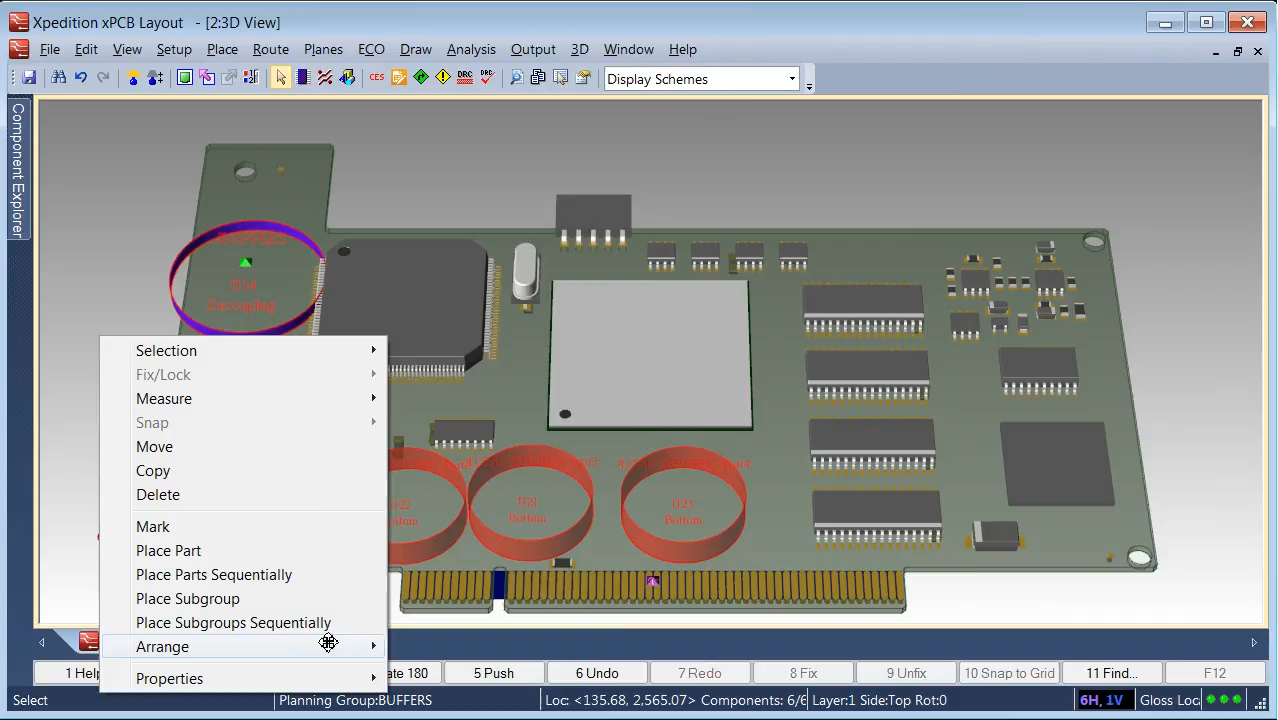 Xpedition xPCB Layout - [2:3D View]
File Edit View Setup Place Route Planes ECO Draw Analysis Output 3D Window Help
CES DRC DRC Display Schemes
Component Explorer
BUFFERS
U14
Decoupling
Selection
Fix/Lock
Measure
Snap
Move
Copy
Delete
Mark
Place Part
Place Parts Sequentially
Place Subgroup
Place Subgroups Sequentially
Arrange
Properties
U22
U21
Bottom
U23
Bottom
1 Help
5 Push 6 Undo 7 Redo 8 Fix 9 Unfix 10 Snap to Grid 11 Find... F12
Select Planning Group:BUFFERS Loc: <135.68, 2,565.07> Components: 6/6 Layer:1 Side:Top Rot:0 6H, 1V Gloss Loc